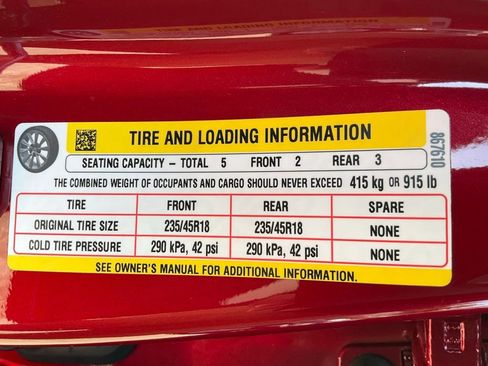 TIRE AND LOADING INFORMATION
SEATING CAPACITY – TOTAL 5 FRONT 2 REAR 3
THE COMBINED WEIGHT OF OCCUPANTS AND CARGO SHOULD NEVER EXCEED 415 kg OR 915 lb
TIRE FRONT REAR SPARE
ORIGINAL TIRE SIZE 235/45R18 235/45R18 NONE
COLD TIRE PRESSURE 290 kPa, 42 psi 290 kPa, 42 psi NONE
SEE OWNER'S MANUAL FOR ADDITIONAL INFORMATION.
867610